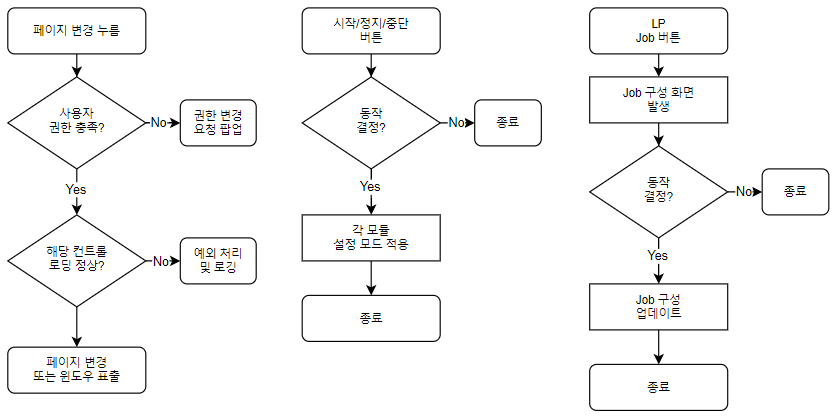 페이지 변경 누름
사용자
권한 충족?
No
권한 변경
요청 팝업
Yes
해당 컨트롤
로딩 정상?
No
예외 처리
및 로깅
페이지 변경
또는 윈도우 표출
시작/정지/중단
버튼
동작
결정?
No
종료
Yes
각 모듈
설정 모드 적용
종료
LP
Job 버튼
Job 구성 화면
발생
동작
결정?
No
종료
Yes
Job 구성
업데이트
종료